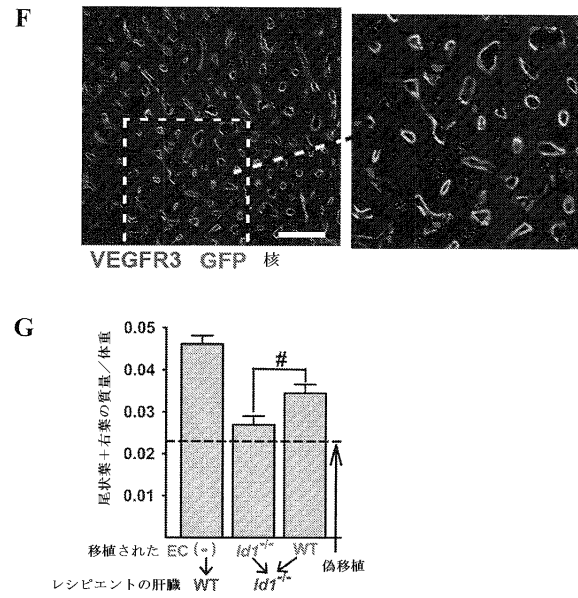 F
VEGFR3 GFP 核
G
尾状葉+右葉の質量/体重
0.05
0.04
0.03
0.02
0.01
#
移植された EC (-) Id1-/- WT
偽移植
レシピエントの肝臓 WT Id1-/-